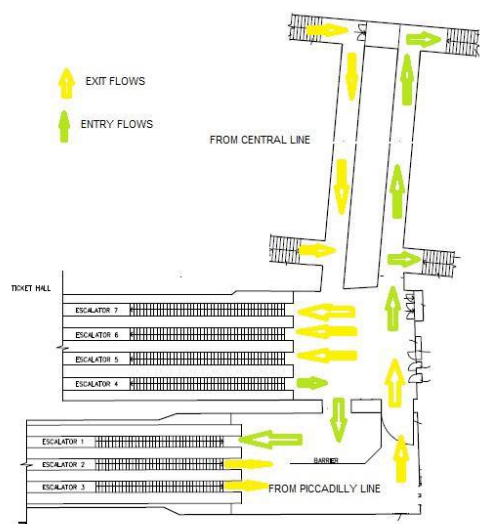 EXIT FLOWS
ENTRY FLOWS
FROM CENTRAL LINE
TICKET HALL
ESCALATOR 7
ESCALATOR 6
ESCALATOR 5
ESCALATOR 4
ESCALATOR 1
ESCALATOR 2
BARRIER
ESCALATOR 3
FROM PICCADILLY LINE